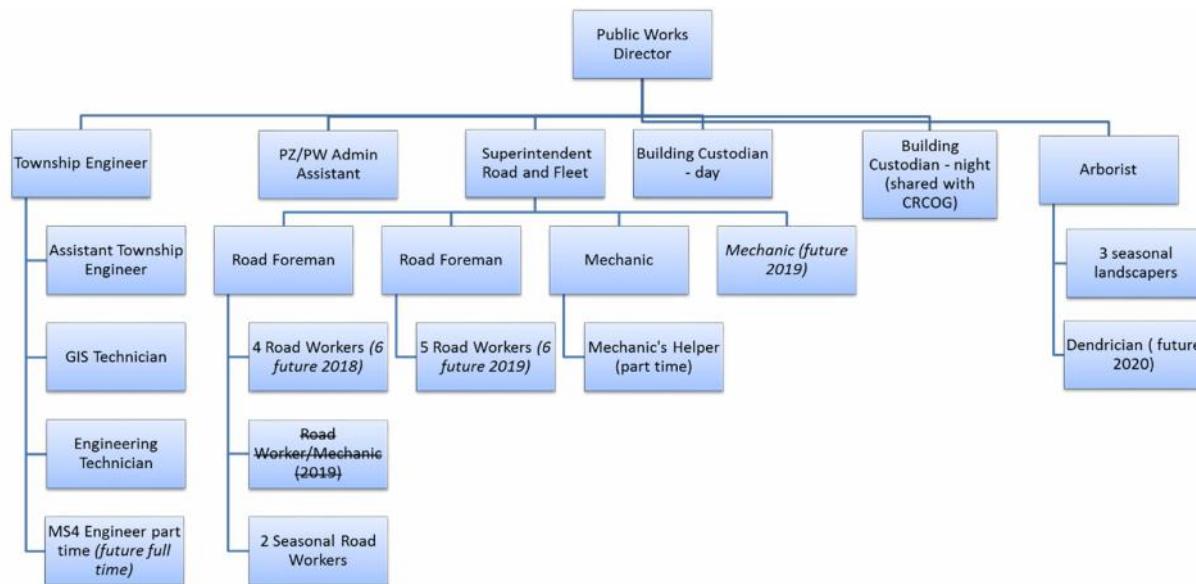 Public Works
Director
Township Engineer
PZ/PW Admin
Assistant
Superintendent
Road and Fleet
Building Custodian
- day
Building
Custodian - night
(shared with
CRCOG)
Arborist
Assistant Township
Engineer
GIS Technician
Engineering
Technician
MS4 Engineer part
time (future full
time)
Road Foreman
4 Road Workers (6
future 2018)
Road
Worker/Mechanic
(2019)
2 Seasonal Road
Workers
Road Foreman
5 Road Workers (6
future 2019)
Mechanic
Mechanic's Helper
(part time)
Mechanic (future
2019)
3 seasonal
landscapers
Dendrician ( future
2020)